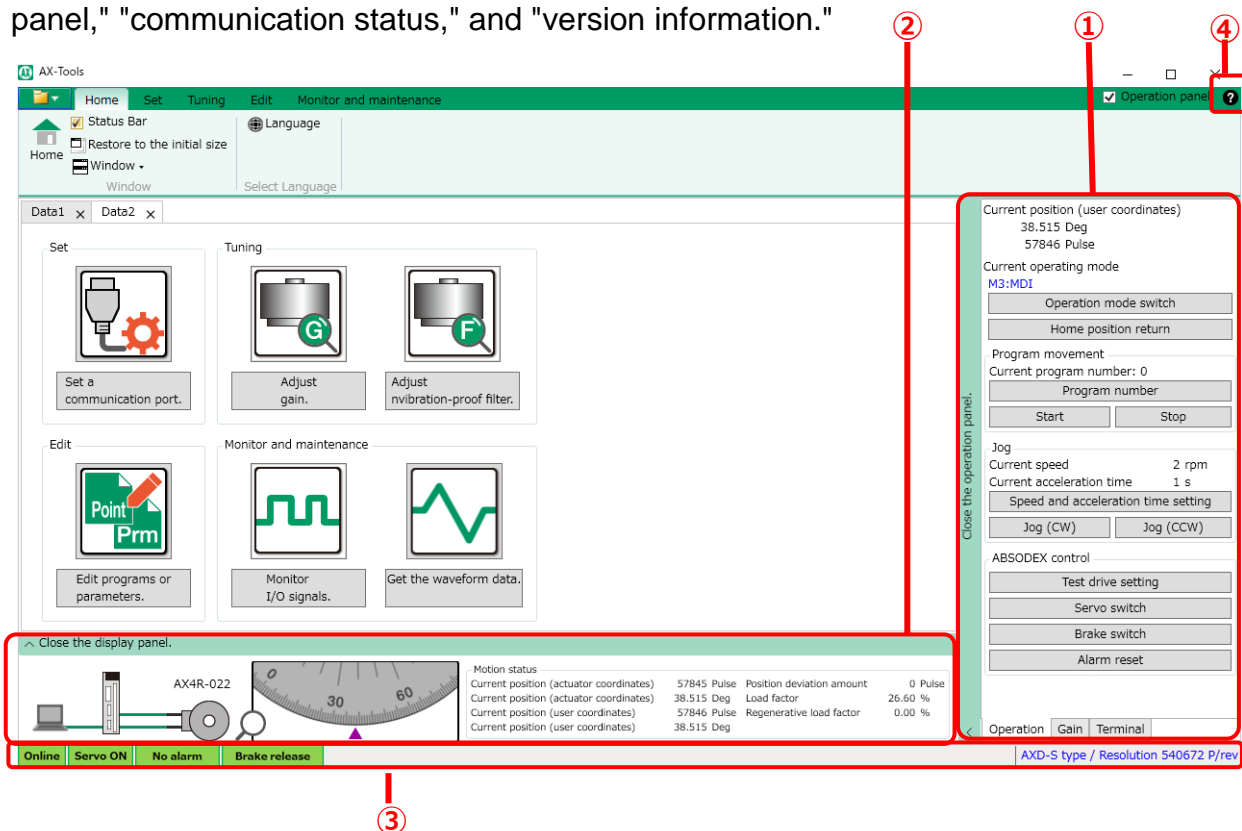 panel," "communication status," and "version information."
② ① ④
AX-Tools
Home Set Tuning Edit Monitor and maintenance Operation panel ?
Status Bar
Restore to the initial size
Window
Home
Window
Language
Select Language
Data1 x Data2 x
Set
Set a
communication port.
Tuning
G
Adjust
gain.
F
Adjust
nvibration-proof filter.
Edit
Point
Prm
Edit programs or
parameters.
Monitor and maintenance
Monitor
I/O signals.
Get the waveform data.
Close the operation panel.
Current position (user coordinates)
38.515 Deg
57846 Pulse
Current operating mode
M3:MDI
Operation mode switch
Home position return
Program movement
Current program number: 0
Program number
Start Stop
Jog
Current speed 2 rpm
Current acceleration time 1 s
Speed and acceleration time setting
Jog (CW) Jog (CCW)
ABSODEX control
Test drive setting
Servo switch
Brake switch
Alarm reset
Operation Gain Terminal
Close the display panel.
AX4R-022
0 30 60
Motion status
Current position (actuator coordinates) 57845 Pulse Position deviation amount 0 Pulse
Current position (actuator coordinates) 38.515 Deg Load factor 26.60 %
Current position (user coordinates) 57846 Pulse Regenerative load factor 0.00 %
Current position (user coordinates) 38.515 Deg
Online Servo ON No alarm Brake release AXD-S type / Resolution 540672 P/rev
③